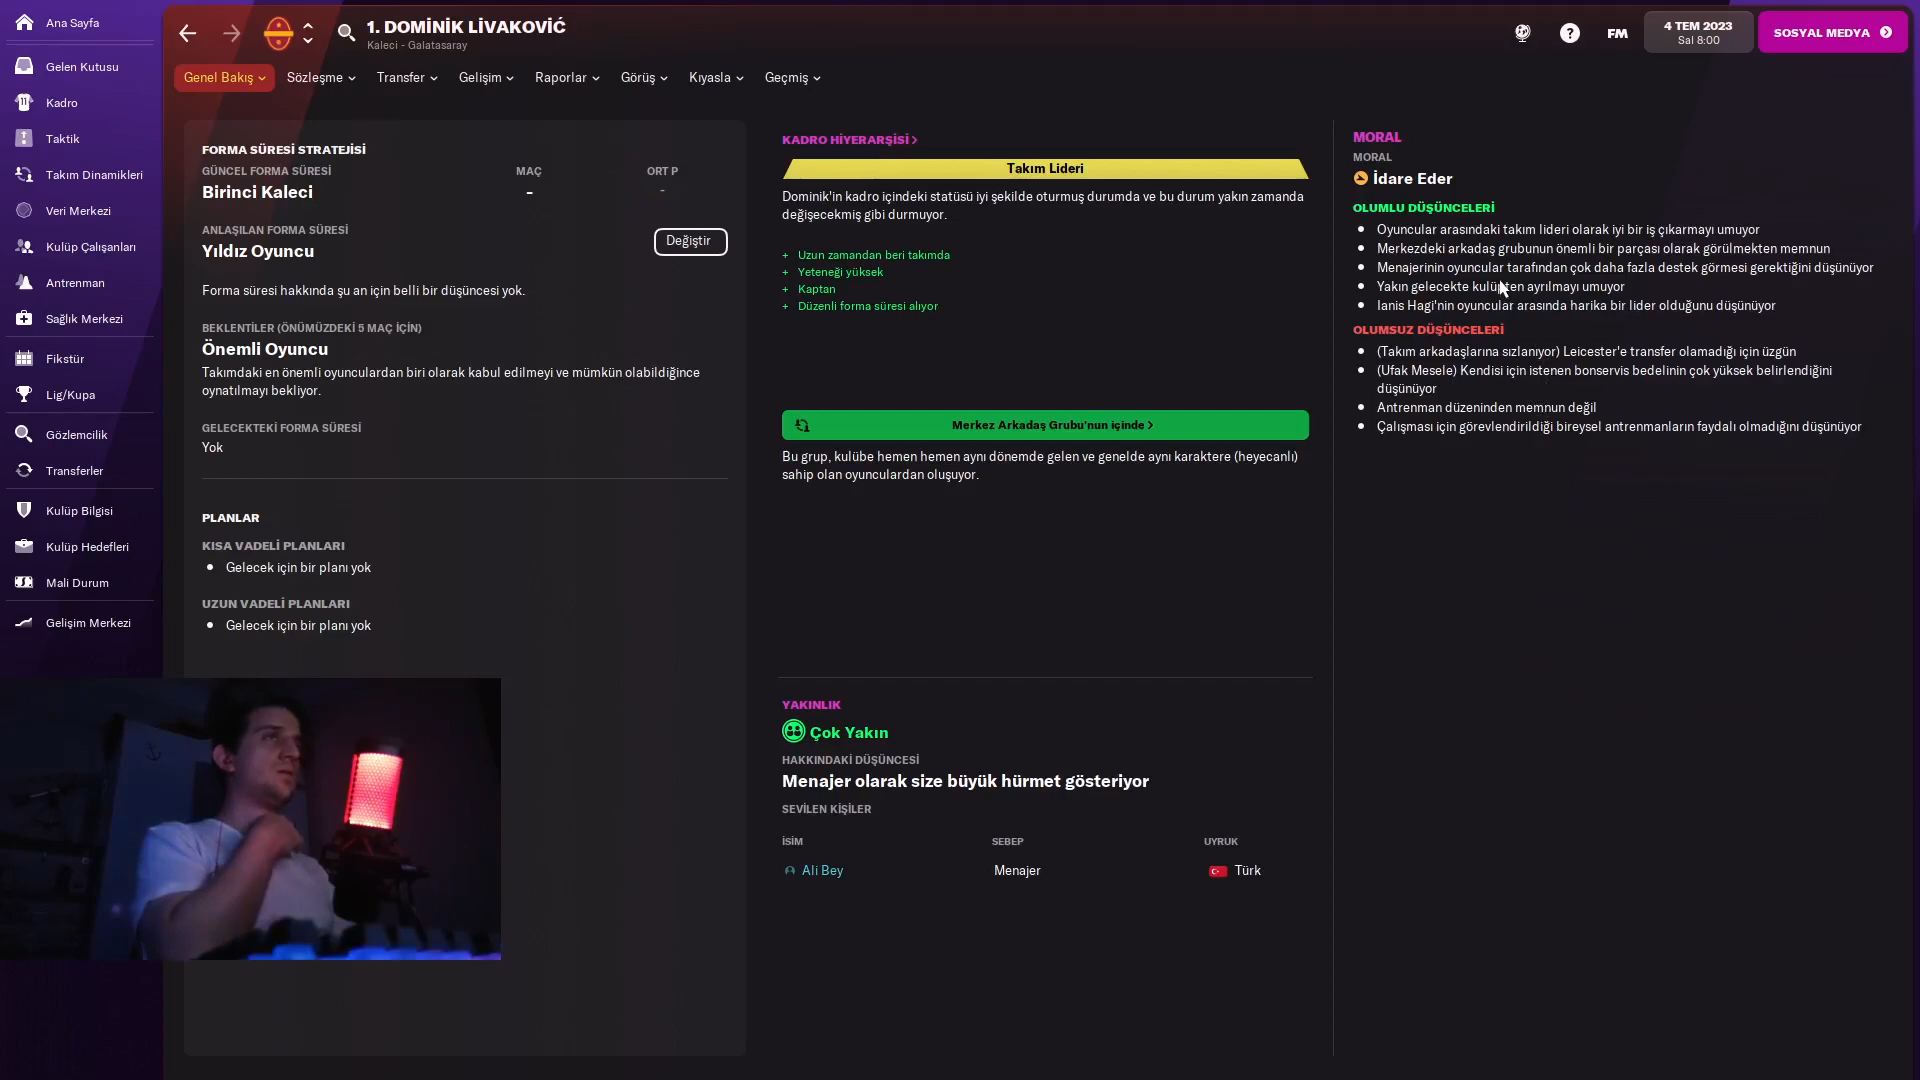 Ana Sayfa
Gelen Kutusu
Kadro
Taktik
Takım Dinamikleri
Veri Merkezi
Kulüp Çalışanları
Antrenman
Sağlık Merkezi
Fikstür
Lig/Kupa
Gözlemcilik
Transferler
Kulüp Bilgisi
Kulüp Hedefleri
Mali Durum
Gelişim Merkezi
1. DOMİNİK LİVAKOVİĆ
Kaleci - Galatasaray
?
FM
4 TEM 2023
Sal 8:00
SOSYAL MEDYA
Genel Bakış
Sözleşme
Transfer
Gelişim
Raporlar
Görüş
Kıyasla
Geçmiş
FORMA SÜRESİ STRATEJİSİ
GÜNCEL FORMA SÜRESİ MAÇ ORT P
Birinci Kaleci - -
ANLAŞILAN FORMA SÜRESİ
Yıldız Oyuncu
Değiştir
Forma süresi hakkında şu an için belli bir düşüncesi yok.
BEKLENTİLER (ÖNÜMÜZDEKİ 5 MAÇ İÇİN)
Önemli Oyuncu
Takımdaki en önemli oyunculardan biri olarak kabul edilmeyi ve mümkün olabildiğince
oynatılmayı bekliyor.
GELECEKTEKİ FORMA SÜRESİ
Yok
PLANLAR
KISA VADELİ PLANLARI
Gelecek için bir planı yok
UZUN VADELİ PLANLARI
Gelecek için bir planı yok
KADRO HİYERARŞİSİ >
Takım Lideri
Dominik'in kadro içindeki statüsü iyi şekilde oturmuş durumda ve bu durum yakın zamanda
değişecekmiş gibi durmuyor.
+ Uzun zamandan beri takımda
+ Yeteneği yüksek
+ Kaptan
+ Düzenli forma süresi alıyor
Merkez Arkadaş Grubu'nun içinde >
Bu grup, kulübe hemen hemen aynı dönemde gelen ve genelde aynı karaktere (heyecanlı)
sahip olan oyunculardan oluşuyor.
YAKINLIK
Çok Yakın
HAKKINDAKİ DÜŞÜNCESİ
Menajer olarak size büyük hürmet gösteriyor
SEVİLEN KİŞİLER
İSİM SEBEP UYRUK
Ali Bey Menajer Türk
MORAL
MORAL
İdare Eder
OLUMLU DÜŞÜNCELERİ
Oyuncular arasındaki takım lideri olarak iyi bir iş çıkarmayı umuyor
Merkezdeki arkadaş grubunun önemli bir parçası olarak görülmekten memnun
Menajerinin oyuncular tarafından çok daha fazla destek görmesi gerektiğini düşünüyor
Yakın gelecekte kulüpten ayrılmayı umuyor
Ianis Hagi'nin oyuncular arasında harika bir lider olduğunu düşünüyor
OLUMSUZ DÜŞÜNCELERİ
(Takım arkadaşlarına sızlanıyor) Leicester'e transfer olamadığı için üzgün
(Ufak Mesele) Kendisi için istenen bonservis bedelinin çok yüksek belirlendiğini
düşünüyor
Antrenman düzeninden memnun değil
Çalışması için görevlendirildiği bireysel antrenmanların faydalı olmadığını düşünüyor